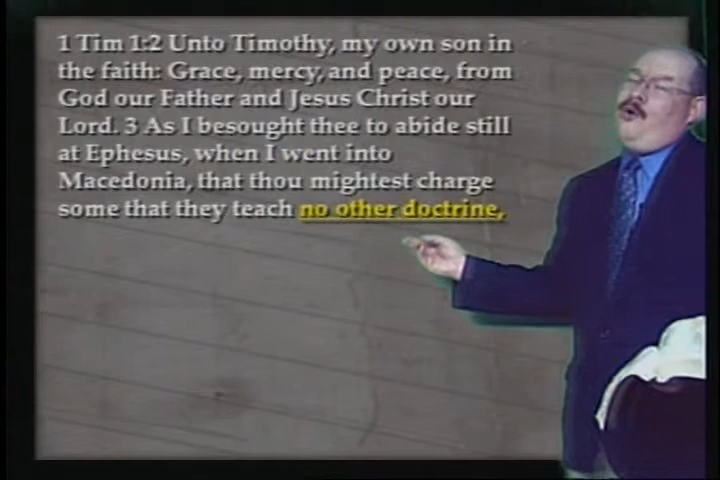 1 Tim 1:2 Unto Timothy, my own son in
the faith: Grace, mercy, and peace, from
God our Father and Jesus Christ our
Lord. 3 As I besought thee to abide still
at Ephesus, when I went into
Macedonia, that thou mightest charge
some that they teach no other doctrine,